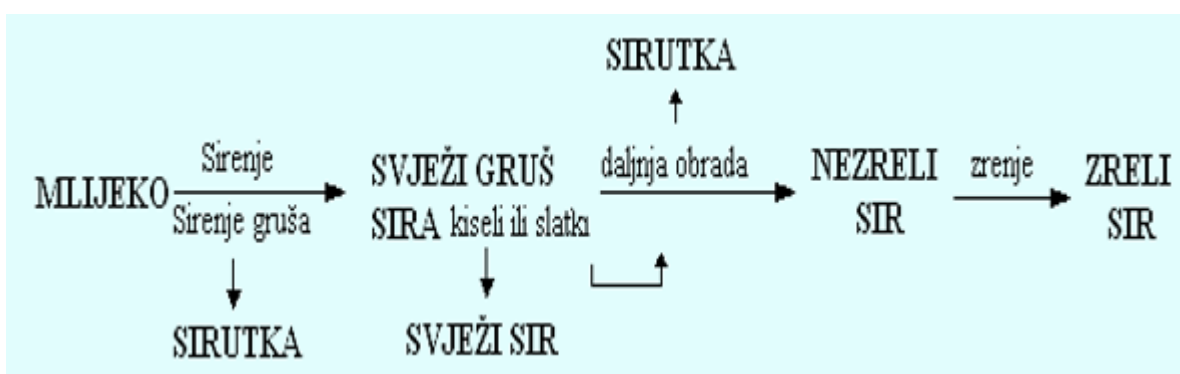 SIRUTKA
Sirenje
MLIJEKO
Sirenje gruša
SIRUTKA
SVJEŽI GRUŠ
SIRA kiseli ili slatki
SVJEŽI SIR
daljnja obrada
NEZRELI
SIR
zrenje
ZRELI
SIR